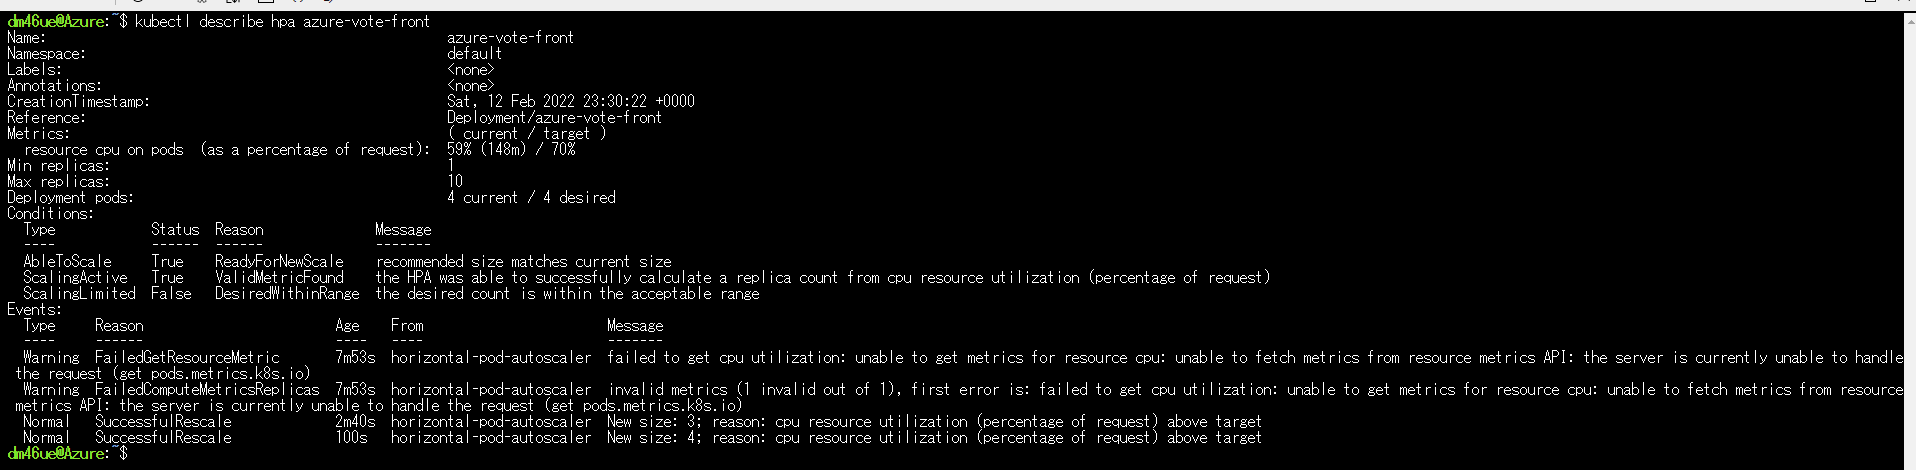 dm46ue@Azure:~$ kubectl describe hpa azure-vote-front
Name:                                                  azure-vote-front
Namespace:                                             default
Labels:                                                <none>
Annotations:                                           <none>
CreationTimestamp:                                     Sat, 12 Feb 2022 23:30:22 +0000
Reference:                                             Deployment/azure-vote-front
Metrics:                                               ( current / target )
  resource cpu on pods  (as a percentage of request):  59% (148m) / 70%
Min replicas:                                          1
Max replicas:                                          10
Deployment pods:                                       4 current / 4 desired
Conditions:
  Type            Status  Reason              Message
  ----            ------  ------              -------
  AbleToScale     True    ReadyForNewScale    recommended size matches current size
  ScalingActive   True    ValidMetricFound    the HPA was able to successfully calculate a replica count from cpu resource utilization (percentage of request)
  ScalingLimited  False   DesiredWithinRange  the desired count is within the acceptable range
Events:
  Type     Reason                        Age    From                       Message
  ----     ------                        ----   ----                       -------
  Warning  FailedGetResourceMetric       7m53s  horizontal-pod-autoscaler  failed to get cpu utilization: unable to get metrics for resource cpu: unable to fetch metrics from resource metrics API: the server is currently unable to handle
 the request (get pods.metrics.k8s.io)
  Warning  FailedComputeMetricsReplicas  7m53s  horizontal-pod-autoscaler  invalid metrics (1 invalid out of 1), first error is: failed to get cpu utilization: unable to get metrics for resource cpu: unable to fetch metrics from resource
 metrics API: the server is currently unable to handle the request (get pods.metrics.k8s.io)
  Normal   SuccessfulRescale             2m40s  horizontal-pod-autoscaler  New size: 3; reason: cpu resource utilization (percentage of request) above target
  Normal   SuccessfulRescale             100s   horizontal-pod-autoscaler  New size: 4; reason: cpu resource utilization (percentage of request) above target
dm46ue@Azure:~$